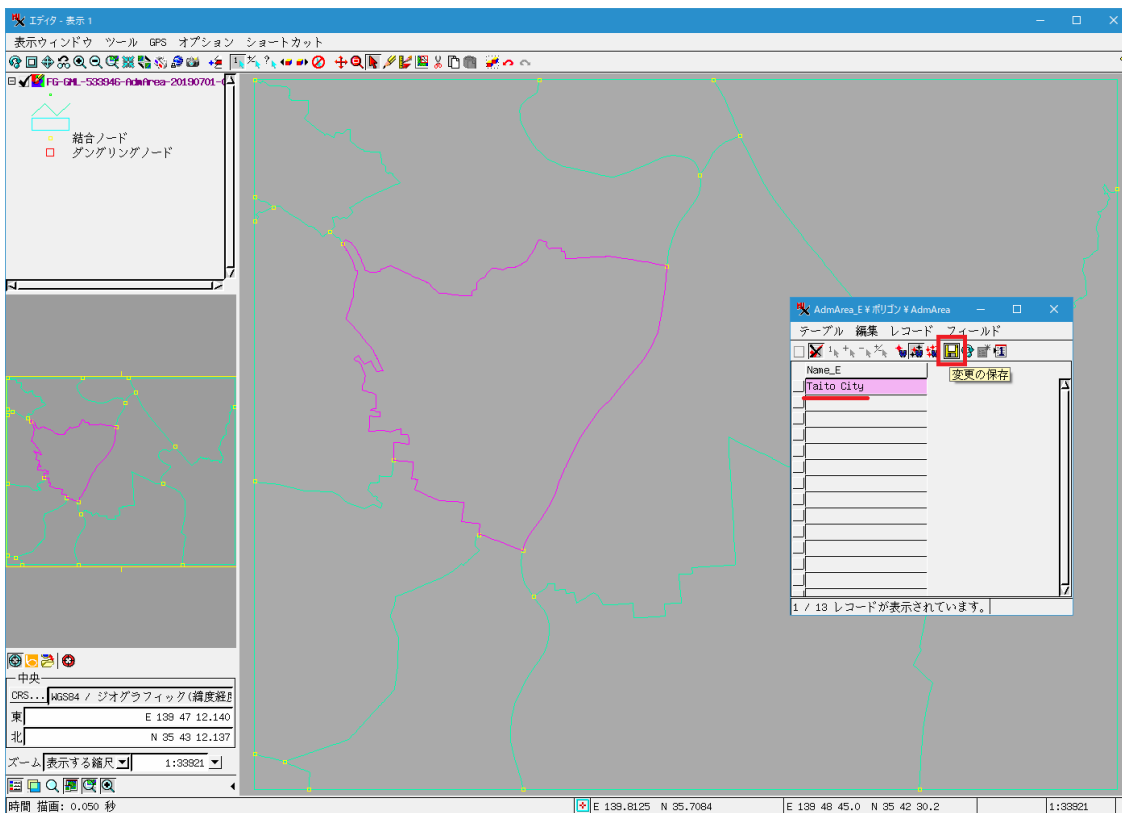 エディタ - 表示 1
表示ウィンドウ ツール GPS オプション ショートカット
FG-GML-533946-AdmArea-20190701-
結合ノード
ダングリングノード
AdmArea_E ¥ ポリゴン ¥ AdmArea
テーブル 編集 レコード フィールド
Name_E
変更の保存
Taito City
1 / 13 レコードが表示されています。
中央
CRS... WGS84 / ジオグラフィック(緯度経度
東 E 139 47 12.140
北 N 35 43 12.137
ズーム 表示する縮尺 1:33921
時間 描画: 0.050 秒 E 139.8125 N 35.7084 E 139 48 45.0 N 35 42 30.2 1:33921